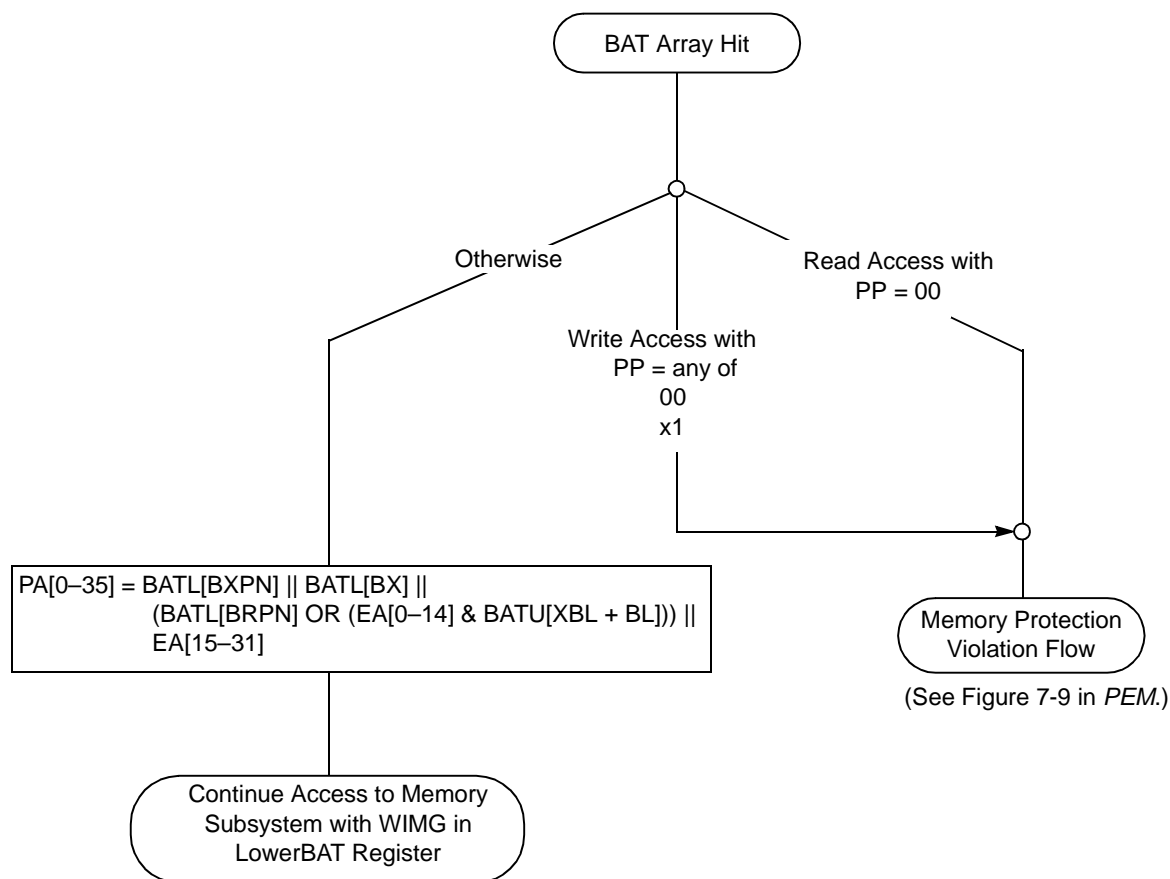 BAT Array Hit
Otherwise
Read Access with
PP = 00
Write Access with
PP = any of
00
x1
PA[0–35] = BATL[BXPN] || BATL[BX] ||
(BATL[BRPN] OR (EA[0–14] & BATU[XBL + BL])) ||
EA[15–31]
Memory Protection
Violation Flow
(See Figure 7-9 in PEM.)
Continue Access to Memory
Subsystem with WIMG in
LowerBAT Register